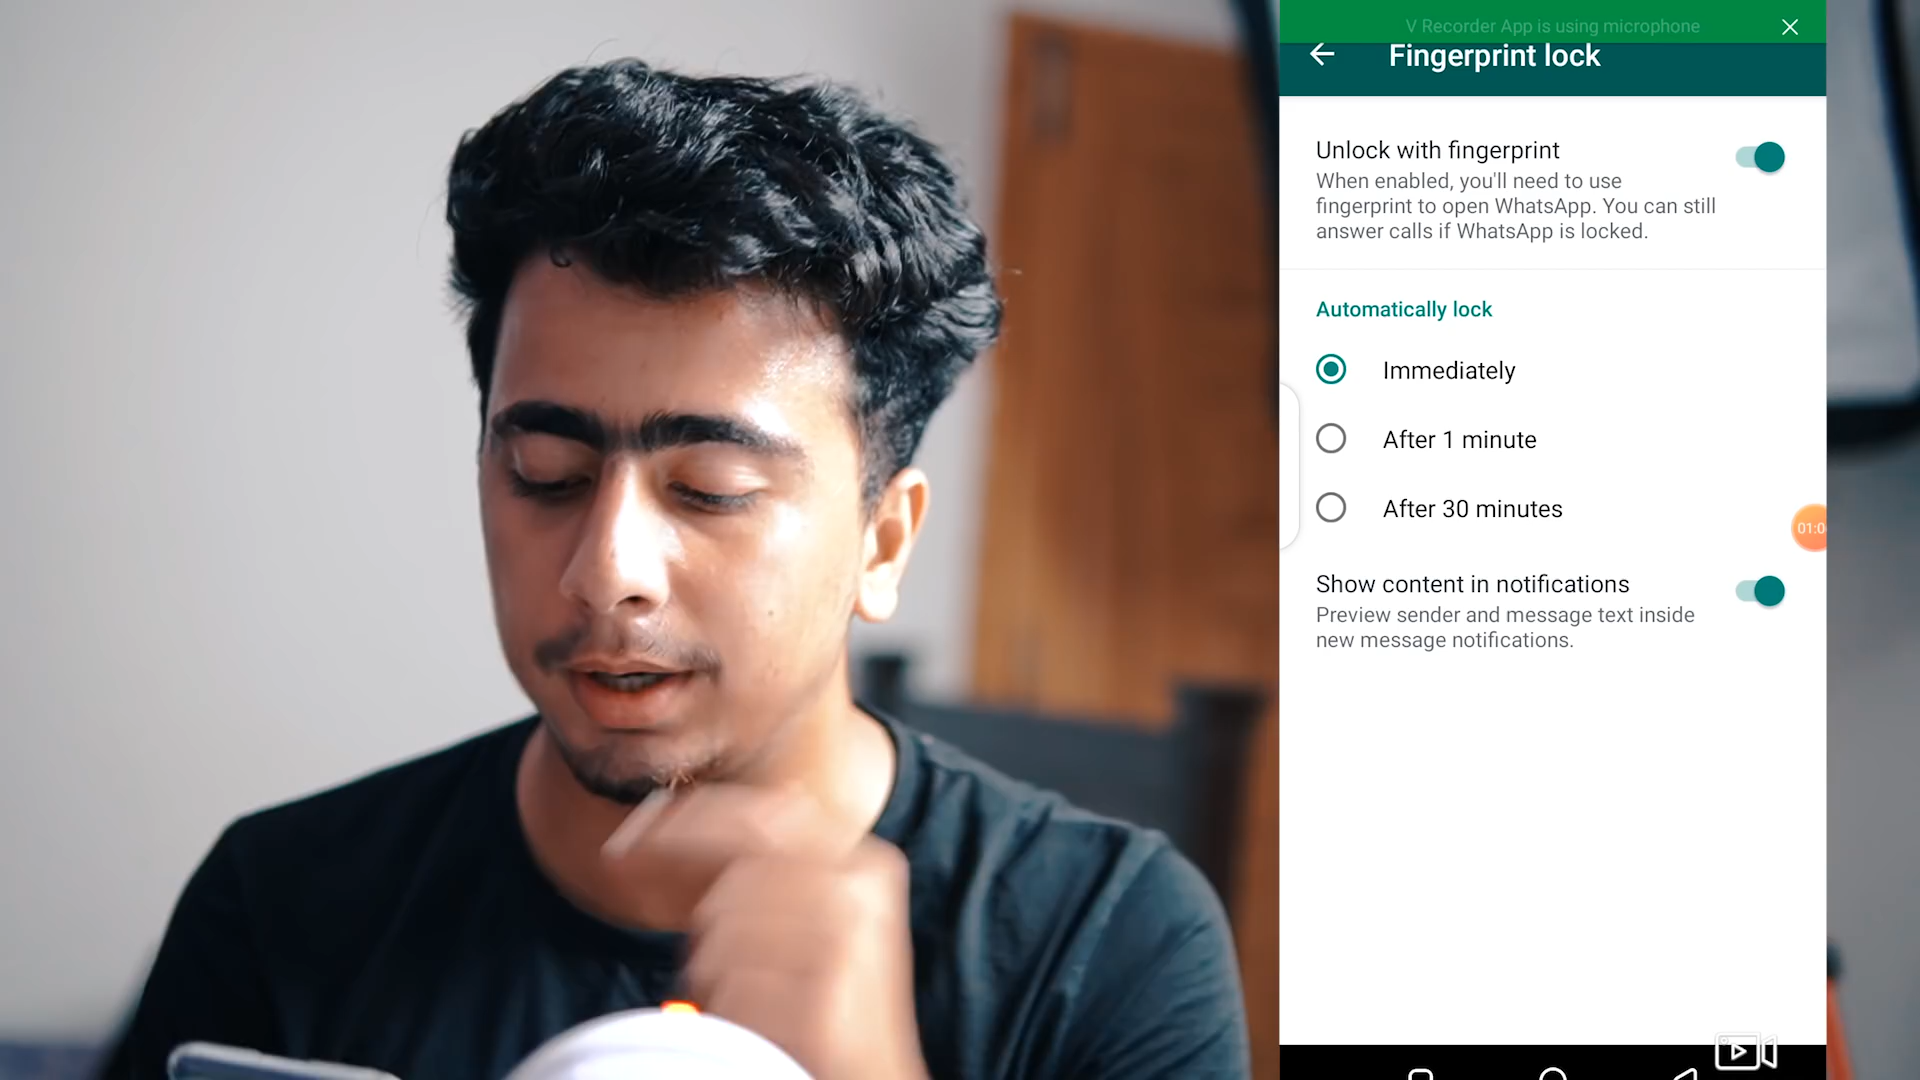 V Recorder App is using microphone
Fingerprint lock
Unlock with fingerprint
When enabled, you'll need to use
fingerprint to open WhatsApp. You can still
answer calls if WhatsApp is locked.
Automatically lock
Immediately
After 1 minute
After 30 minutes
Show content in notifications
Preview sender and message text inside
new message notifications.